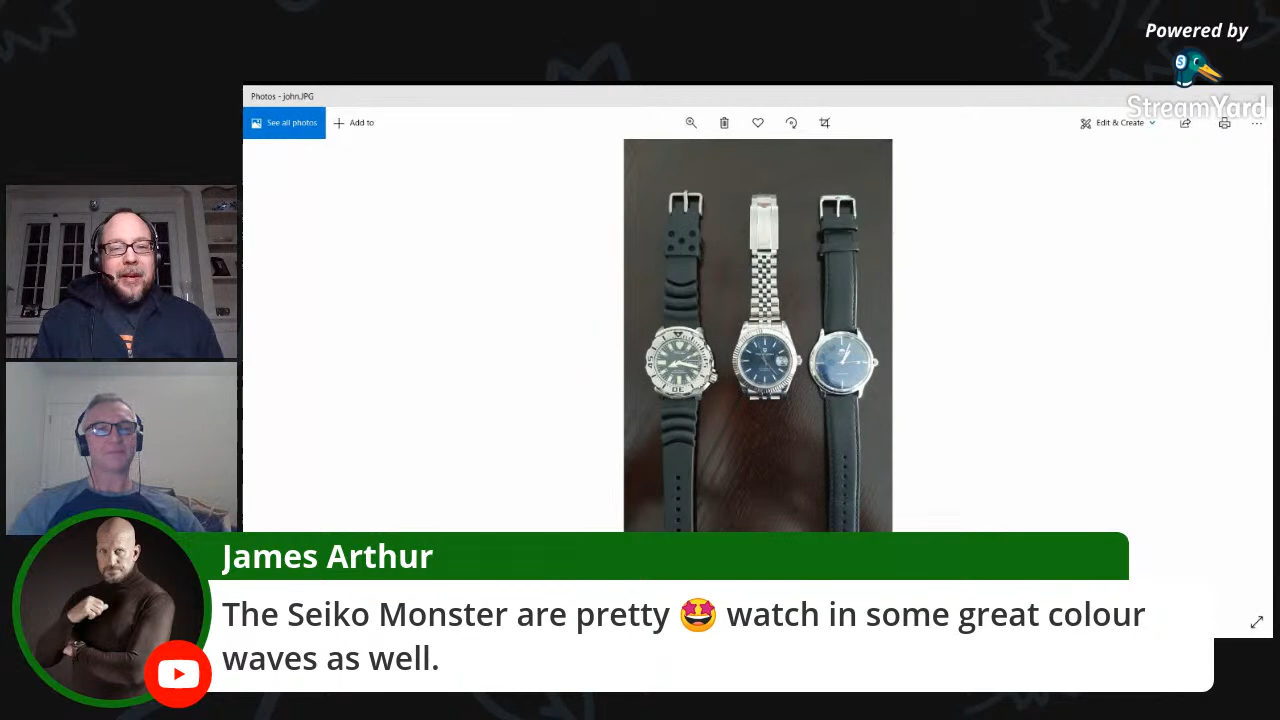 Powered by
StreamYard
Photos - john.JPG
See all photos
Add to
Edit & Create
James Arthur
The Seiko Monster are pretty 🤩 watch in some great colour
waves as well.